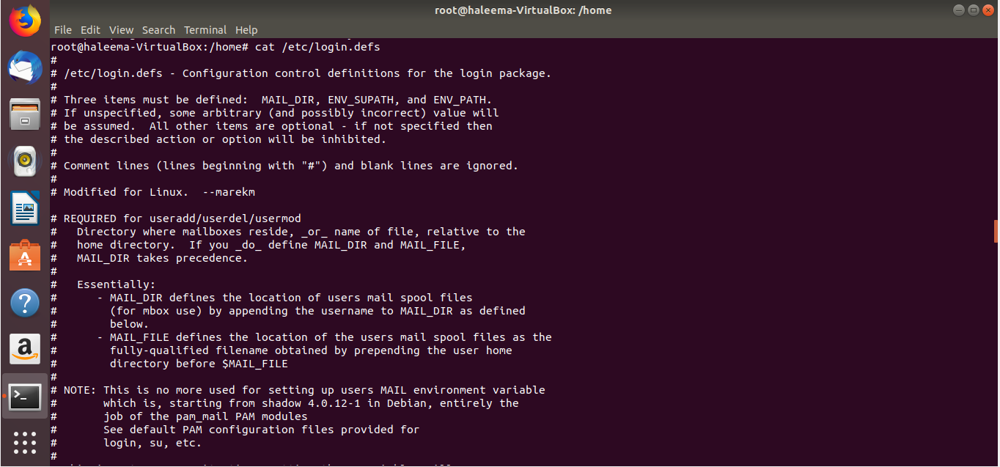 root@haleema-VirtualBox: /home
File Edit View Search Terminal Help
root@haleema-VirtualBox:/home# cat /etc/login.defs
#
# /etc/login.defs - Configuration control definitions for the login package.
#
# Three items must be defined:  MAIL_DIR, ENV_SUPATH, and ENV_PATH.
# If unspecified, some arbitrary (and possibly incorrect) value will
# be assumed.  All other items are optional - if not specified then
# the described action or option will be inhibited.
#
# Comment lines (lines beginning with "#") and blank lines are ignored.
#
# Modified for Linux.  --marekm

# REQUIRED for useradd/userdel/usermod
#   Directory where mailboxes reside, _or_ name of file, relative to the
#   home directory.  If you _do_ define MAIL_DIR and MAIL_FILE,
#   MAIL_DIR takes precedence.
#
#   Essentially:
#      - MAIL_DIR defines the location of users mail spool files
#        (for mbox use) by appending the username to MAIL_DIR as defined
#        below.
#      - MAIL_FILE defines the location of the users mail spool files as the
#        fully-qualified filename obtained by prepending the user home
#        directory before $MAIL_FILE
#
# NOTE: This is no more used for setting up users MAIL environment variable
#       which is, starting from shadow 4.0.12-1 in Debian, entirely the
#       job of the pam_mail PAM modules
#       See default PAM configuration files provided for
#       login, su, etc.
#